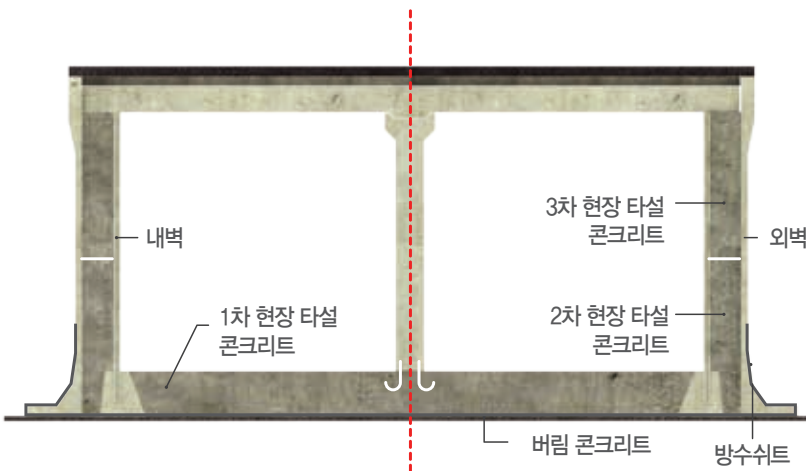 3차 현장 타설
콘크리트
내벽
외벽
1차 현장 타설
콘크리트
2차 현장 타설
콘크리트
버림 콘크리트
방수쉬트